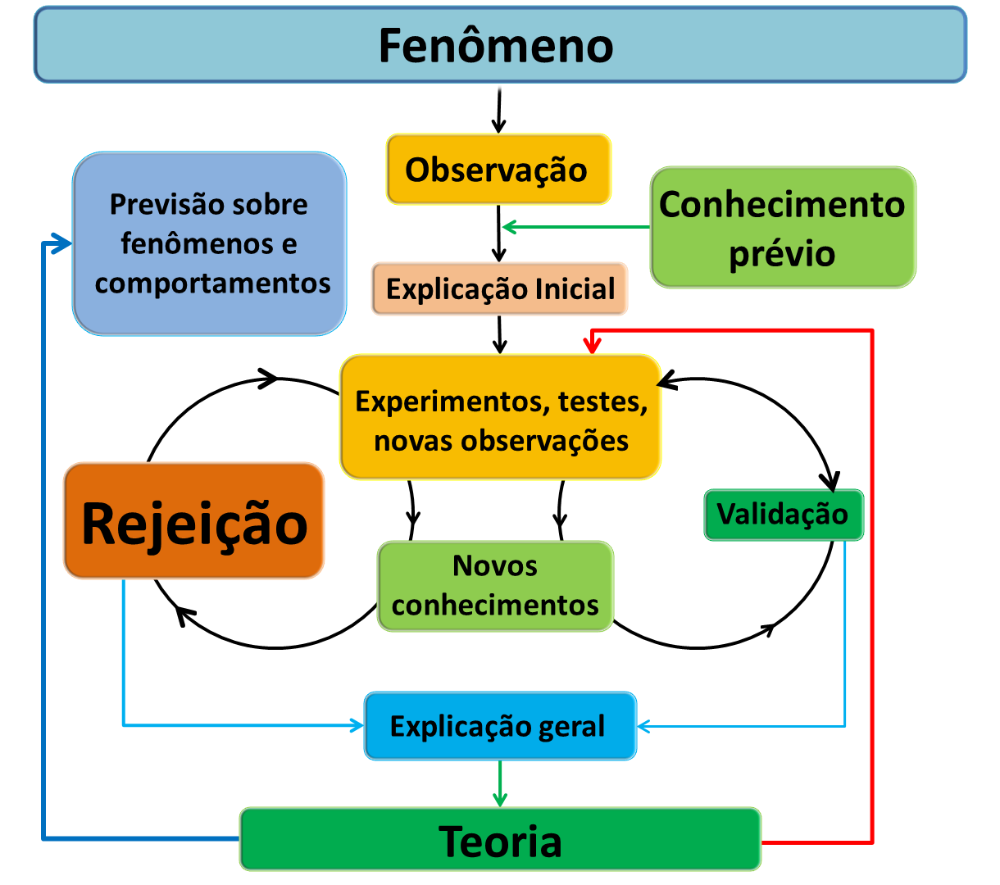 Fenômeno
Observação
Conhecimento
prévio
Previsão sobre
fenômenos e
comportamentos
Explicação Inicial
Experimentos, testes,
novas observações
Rejeição
Validação
Novos
conhecimentos
Explicação geral
Teoria